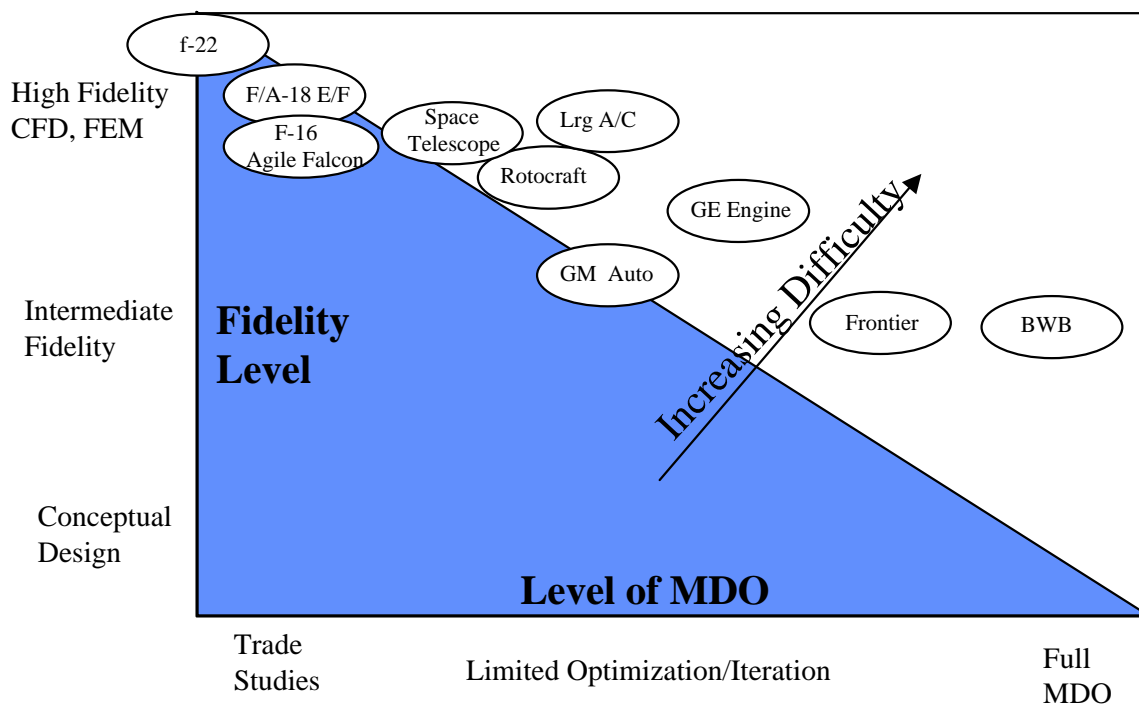 f-22
High Fidelity
CFD, FEM
F/A-18 E/F
F-16
Agile Falcon
Space
Telescope
Lrg A/C
Rotocraft
GE Engine
GM Auto
Increasing Difficulty
Intermediate
Fidelity
Fidelity
Level
Frontier
BWB
Conceptual
Design
Level of MDO
Trade
Studies
Limited Optimization/Iteration
Full
MDO